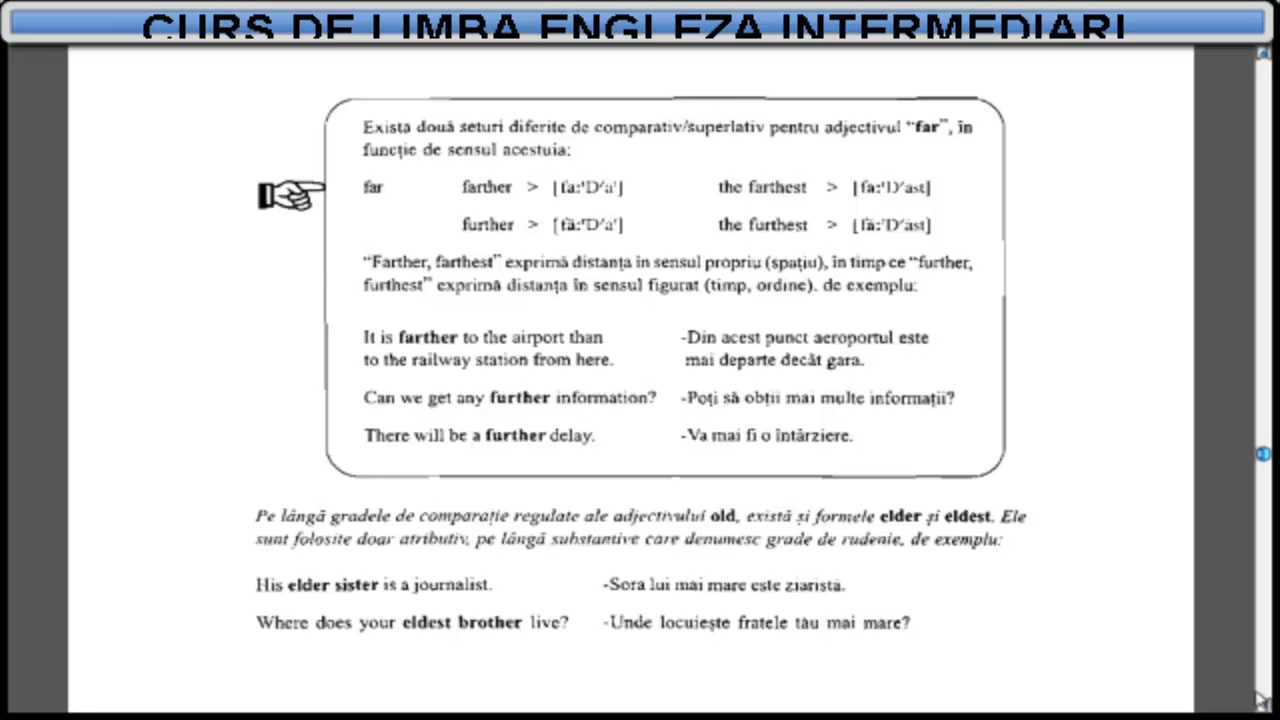 CURS DE LIMBA ENGLEZA INTERMEDIARI
Exista două seturi diferite de comparativ/superlativ pentru adjectivul “far”, în
funcție de sensul acestuia:
far farther > [fa:'D'a'] the farthest > [fa:'D'ast]
further > [fă:'D'a'] the furthest > [fă:'D'ăst]
“Farther, farthest” exprimă distanța în sensul propriu (spațiu), în timp ce “further,
furthest” exprimă distanța în sensul figurat (timp, ordine). de exemplu:
It is farther to the airport than -Din acest punct aeroportul este
to the railway station from here. mai departe decât gara.
Can we get any further information? -Poți să obții mai multe informații?
There will be a further delay. -Va mai fi o întârziere.
Pe lângă gradele de comparație regulate ale adjectivului old, există și formele elder și eldest. Ele
sunt folosite doar atributiv, pe lângă substantive care denumesc grade de rudenie, de exemplu:
His elder sister is a journalist. -Sora lui mai mare este ziaristă.
Where does your eldest brother live? -Unde locuiește fratele tău mai mare?